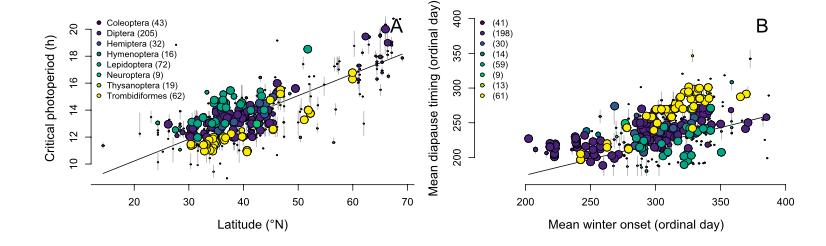 A
Critical photoperiod (h)
20
18
16
14
12
10
Coleoptera (43)
Diptera (205)
Hemiptera (32)
Hymenoptera (16)
Lepidoptera (72)
Neuroptera (9)
Thysanoptera (19)
Trombidiformes (62)
20 30 40 50 60 70
Latitude (°N)
B
Mean diapause timing (ordinal day)
400
350
300
250
200
(41)
(198)
(30)
(14)
(59)
(9)
(13)
(61)
200 250 300 350 400
Mean winter onset (ordinal day)